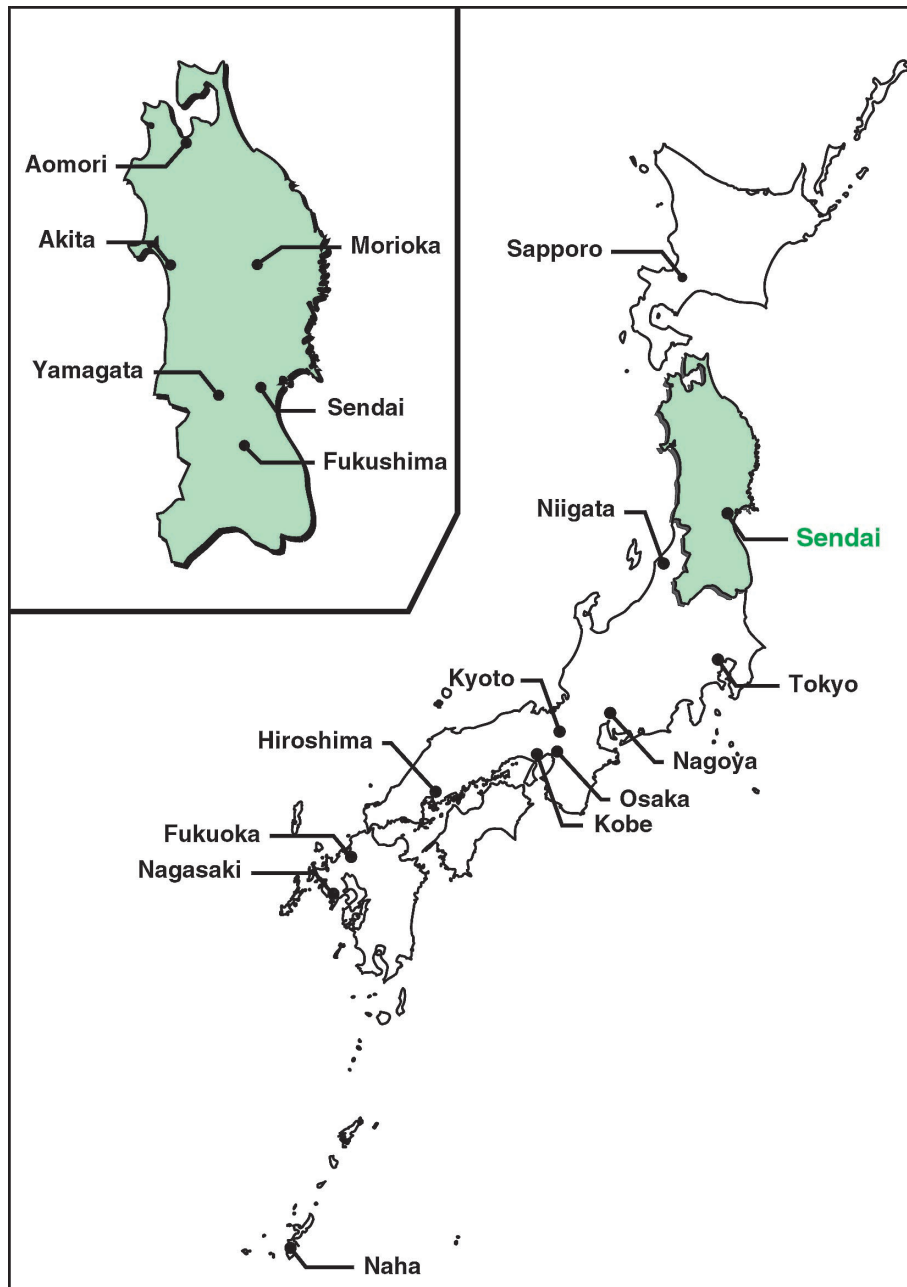 Aomori
Akita
Morioka
Yamagata
Sendai
Fukushima
Sapporo
Niigata
Sendai
Kyoto
Tokyo
Hiroshima
Nagoya
Osaka
Kobe
Fukuoka
Nagasaki
Naha